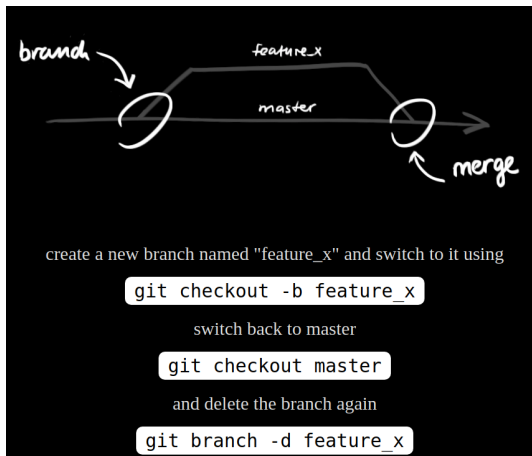 feature_x
branch
master
merge
create a new branch named "feature_x" and switch to it using
git checkout -b feature_x
switch back to master
git checkout master
and delete the branch again
git branch -d feature_x